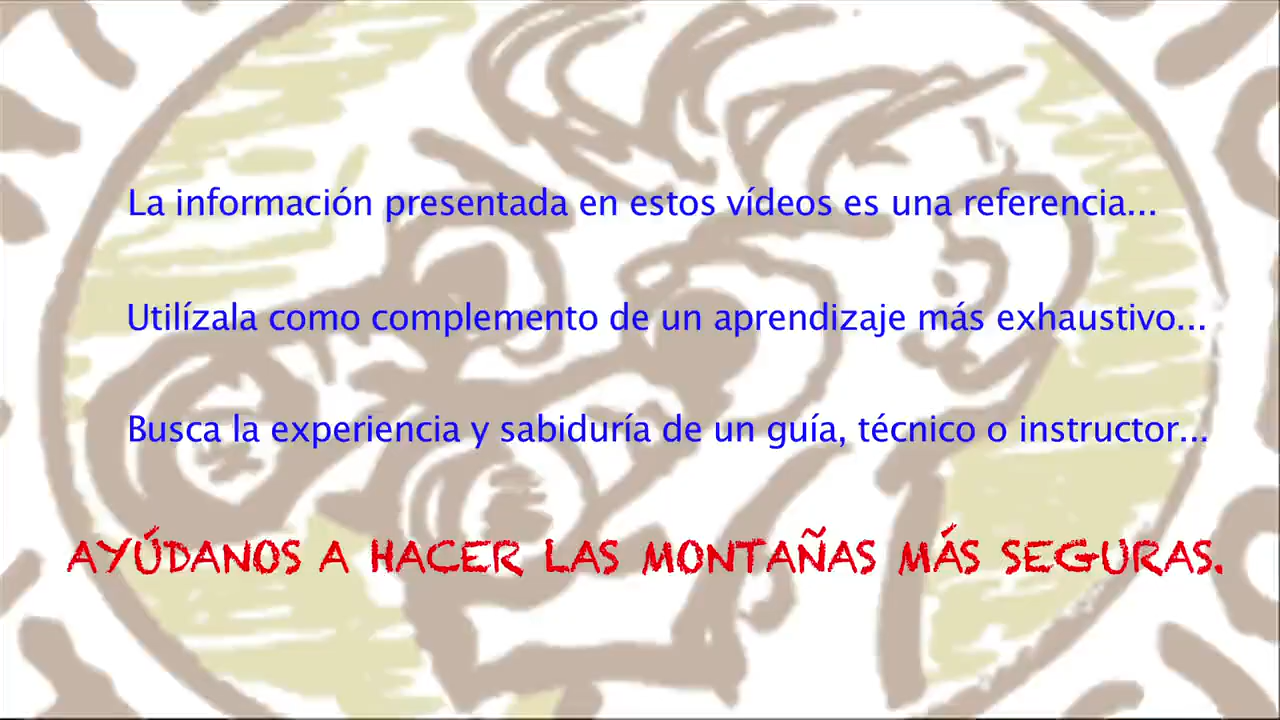 La información presentada en estos vídeos es una referencia...
Utilízala como complemento de un aprendizaje más exhaustivo...
Busca la experiencia y sabiduría de un guía, técnico o instructor...
AYÚDANOS A HACER LAS MONTAÑAS MÁS SEGURAS.